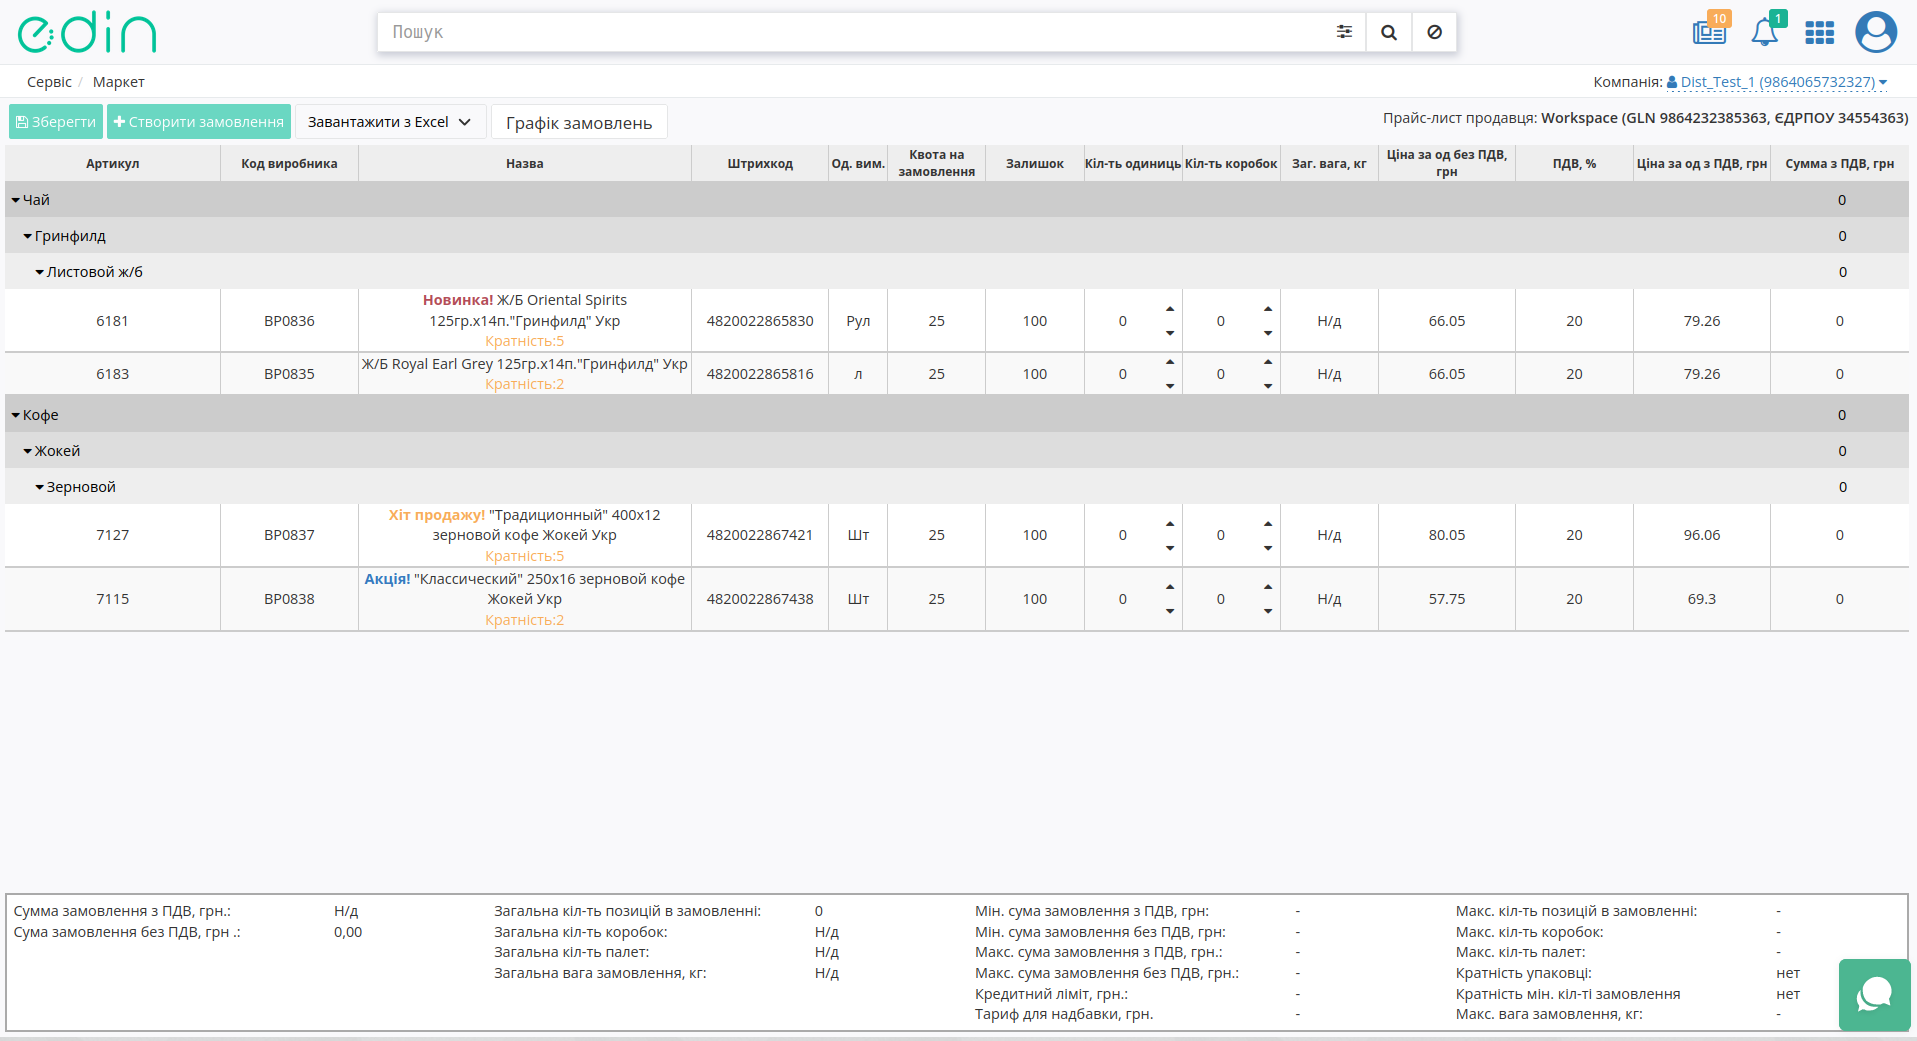 edin
Пошук
10
1
Сервіс / Маркет
Компанія: Dist_Test_1 (9864065732327)
Зберегти
Створити замовлення
Завантажити з Excel
Графік замовлень
Прайс-лист продавця: Workspace (GLN 9864232385363, ЄДРПОУ 34554363)
Артикул
Код виробника
Назва
Штрихкод
Од. вим.
Квота на
замовлення
Залишок
Кіл-ть одиниць
Кіл-ть коробок
Заг. вага, кг
Ціна за од без ПДВ,
грн
ПДВ, %
Ціна за од з ПДВ, грн
Сумма з ПДВ, грн
Чай 0
Гринфилд 0
Листовой ж/б 0
6181
BP0836
Новинка! Ж/Б Oriental Spirits
125гр.х14п."Гринфилд" Укр
Кратність:5
4820022865830
Рул
25
100
0
0
Н/д
66.05
20
79.26
0
6183
BP0835
Ж/Б Royal Earl Grey 125гр.х14п."Гринфилд" Укр
Кратність:2
4820022865816
л
25
100
0
0
Н/д
66.05
20
79.26
0
Кофе 0
Жокей 0
Зерновой 0
7127
BP0837
Хіт продажу! "Традиционный" 400х12
зерновой кофе Жокей Укр
Кратність:5
4820022867421
Шт
25
100
0
0
Н/д
80.05
20
96.06
0
7115
BP0838
Акція! "Классический" 250х16 зерновой кофе
Жокей Укр
Кратність:2
4820022867438
Шт
25
100
0
0
Н/д
57.75
20
69.3
0
Сумма замовлення з ПДВ, грн.: Н/д
Сума замовлення без ПДВ, грн .: 0,00
Загальна кіл-ть позицій в замовленні: 0
Загальна кіл-ть коробок: Н/д
Загальна кіл-ть палет: Н/д
Загальна вага замовлення, кг: Н/д
Мін. сума замовлення з ПДВ, грн: -
Мін. сума замовлення без ПДВ, грн: -
Макс. сума замовлення з ПДВ, грн.: -
Макс. сума замовлення без ПДВ, грн.: -
Кредитний ліміт, грн.: -
Тариф для надбавки, грн. -
Макс. кіл-ть позицій в замовленні: -
Макс. кіл-ть коробок: -
Макс. кіл-ть палет: -
Кратність упаковці: нет
Кратність мін. кіл-ті замовлення нет
Макс. вага замовлення, кг: -